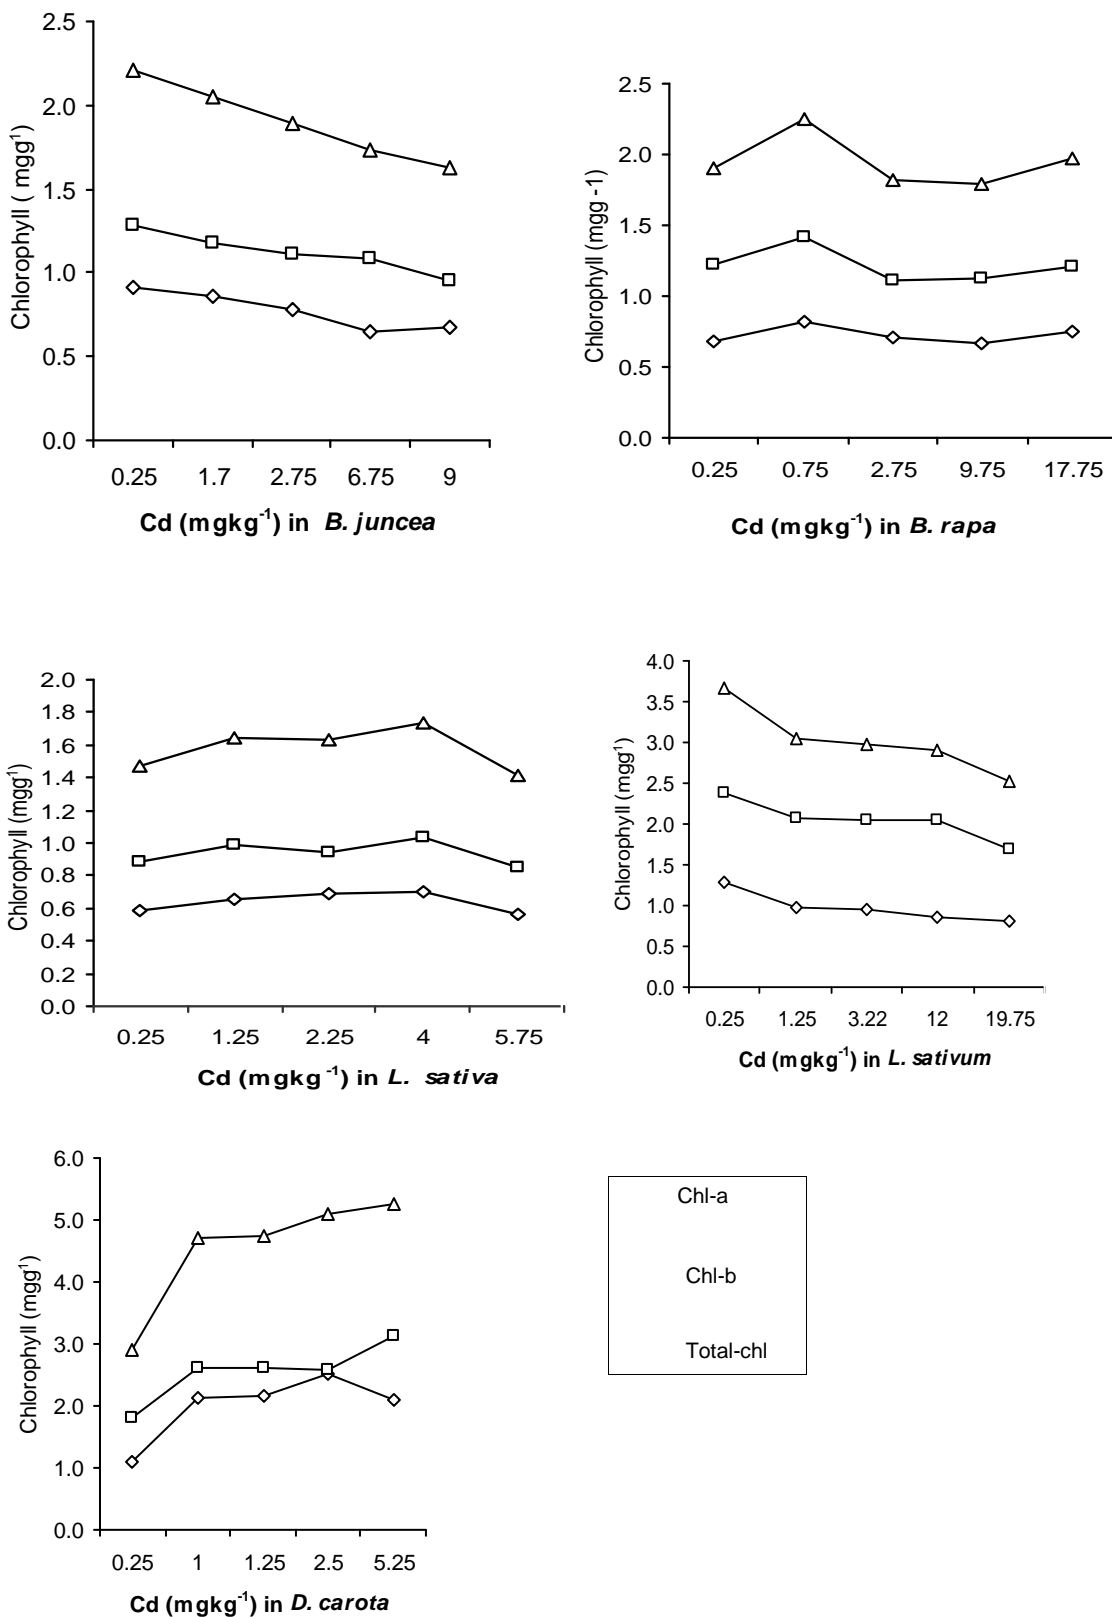 2.5
2.0
1.5
1.0
0.5
0.0
Chlorophyll ( mgg¹)
0.25 1.7 2.75 6.75 9
Cd (mgkg⁻¹) in B. juncea
2.5
2.0
1.5
1.0
0.5
0.0
Chlorophyll (mgg -1)
0.25 0.75 2.75 9.75 17.75
Cd (mgkg⁻¹) in B. rapa
2.0
1.8
1.6
1.4
1.2
1.0
0.8
0.6
0.4
0.2
0.0
Chlorophyll (mgg¹)
0.25 1.25 2.25 4 5.75
Cd (mgkg⁻¹) in L. sativa
4.0
3.5
3.0
2.5
2.0
1.5
1.0
0.5
0.0
Chlorophyll (mgg¹)
0.25 1.25 3.22 12 19.75
Cd (mgkg⁻¹) in L. sativum
6.0
5.0
4.0
3.0
2.0
1.0
0.0
Chlorophyll (mgg¹)
0.25 1 1.25 2.5 5.25
Cd (mgkg⁻¹) in D. carota
Chl-a
Chl-b
Total-chl